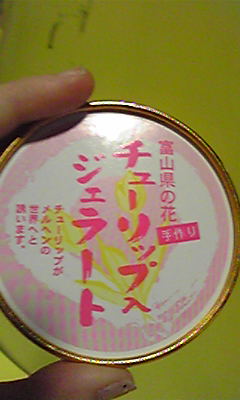 富山県の花
手作り
チューリップへ
ジェラート
チューリップが
メルヘンの
世界へと
誘います。